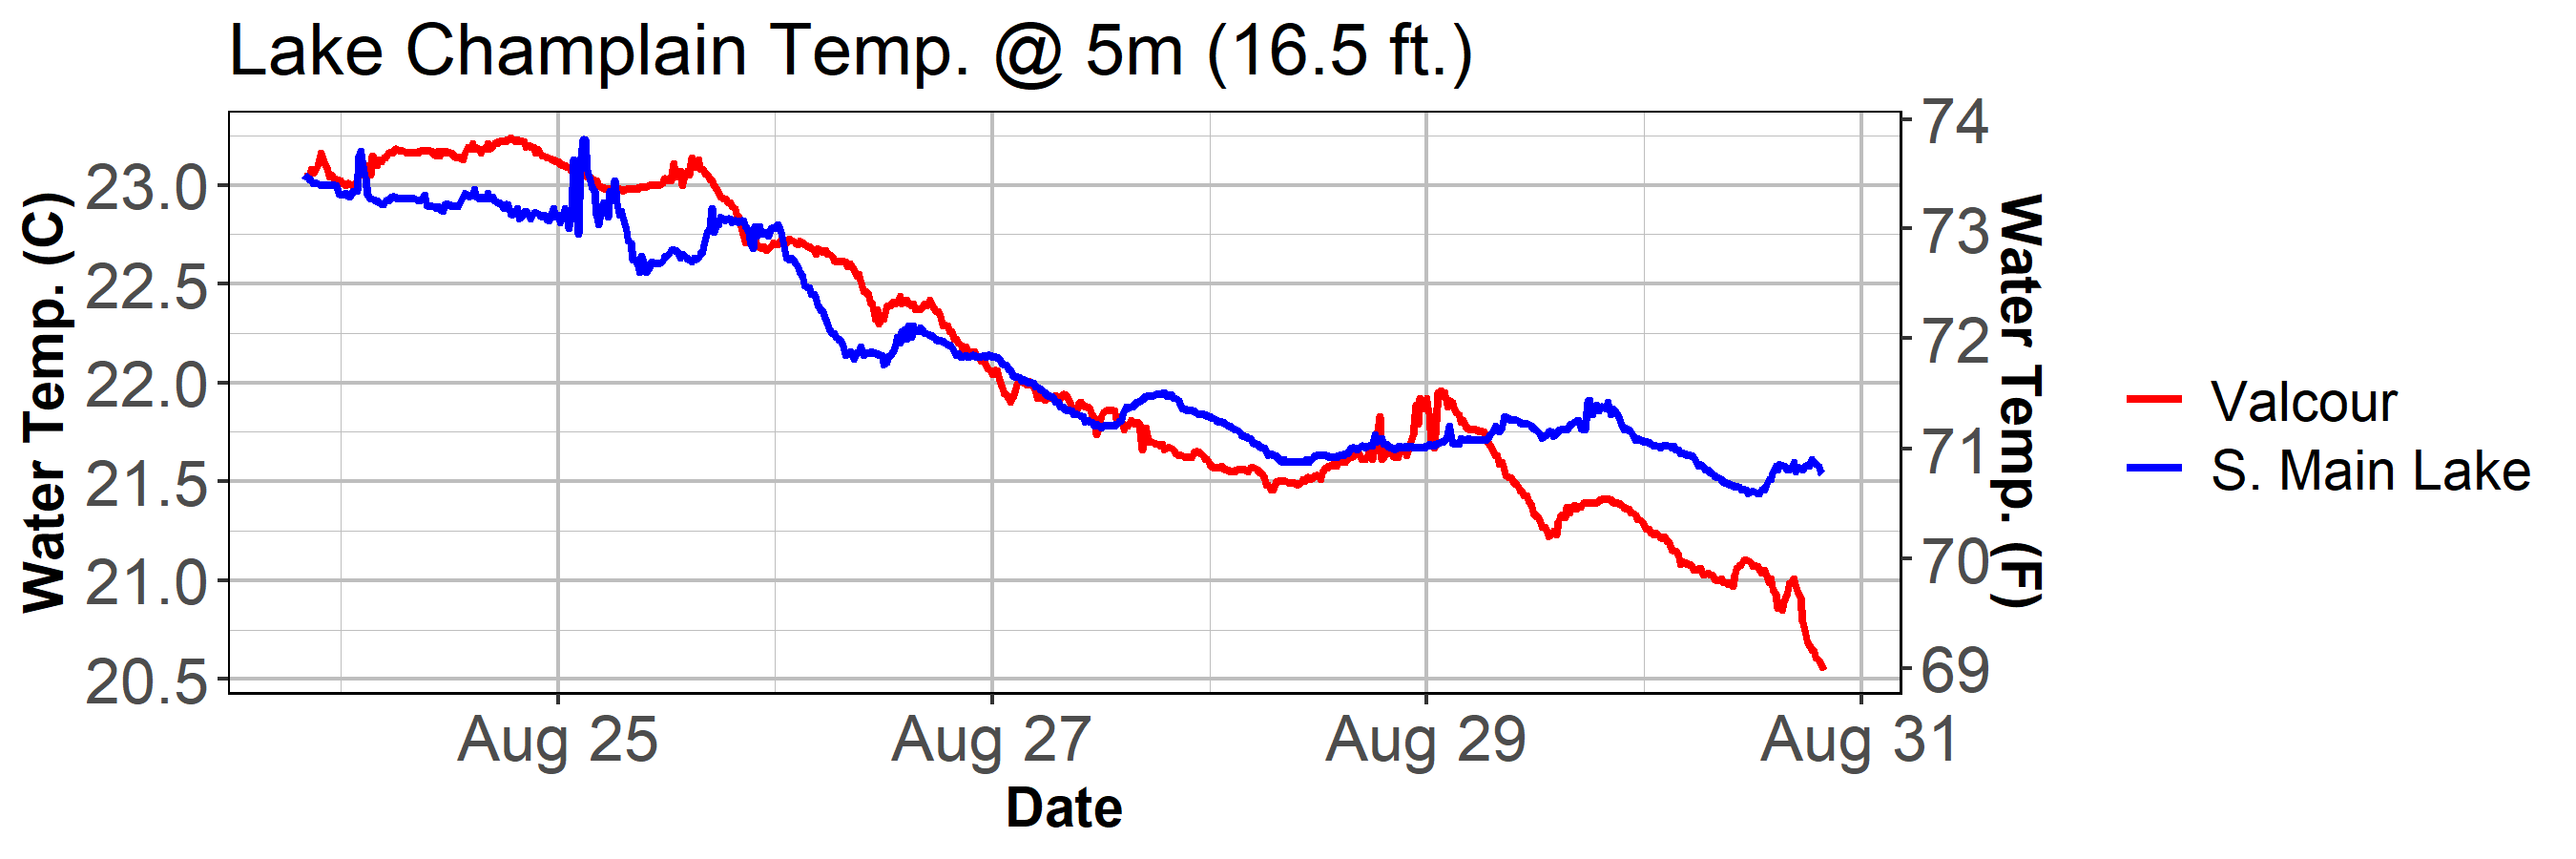 Lake Champlain Temp. @ 5m (16.5 ft.)
Water Temp. (C)
23.0
22.5
22.0
21.5
21.0
20.5
74
73
72
71
70
69
Water Temp. (F)
Aug 25
Aug 27
Aug 29
Aug 31
Date
Valcour
S. Main Lake